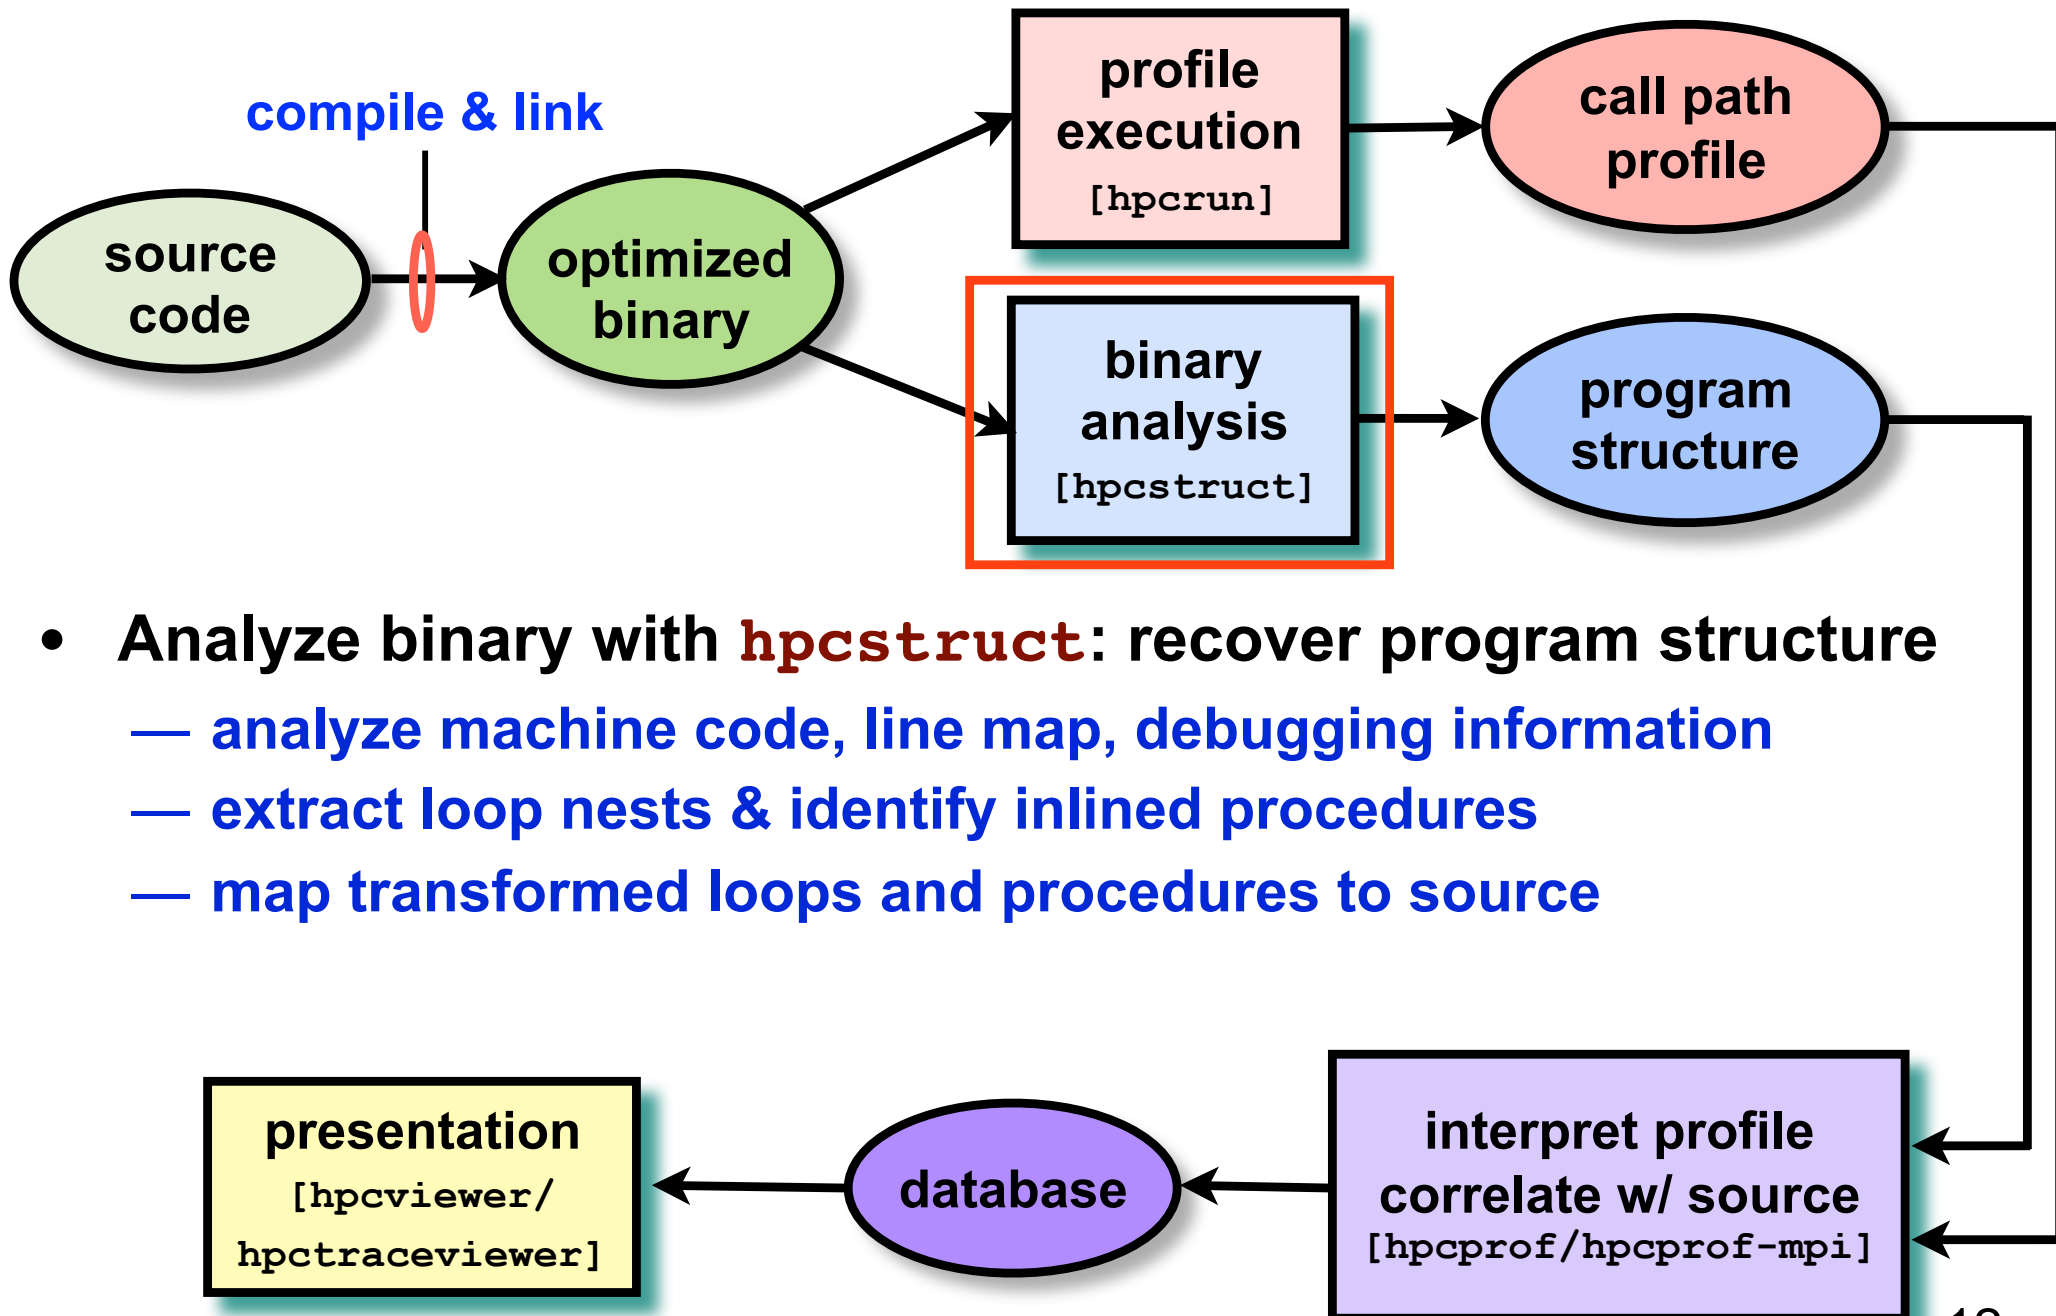 compile & link
source
code
optimized
binary
profile
execution
[hpcrun]
call path
profile
binary
analysis
[hpcstruct]
program
structure
• Analyze binary with hpcstruct: recover program structure
— analyze machine code, line map, debugging information
— extract loop nests & identify inlined procedures
— map transformed loops and procedures to source
presentation
[hpcviewer/
hpctraceviewer]
database
interpret profile
correlate w/ source
[hpcprof/hpcprof-mpi]